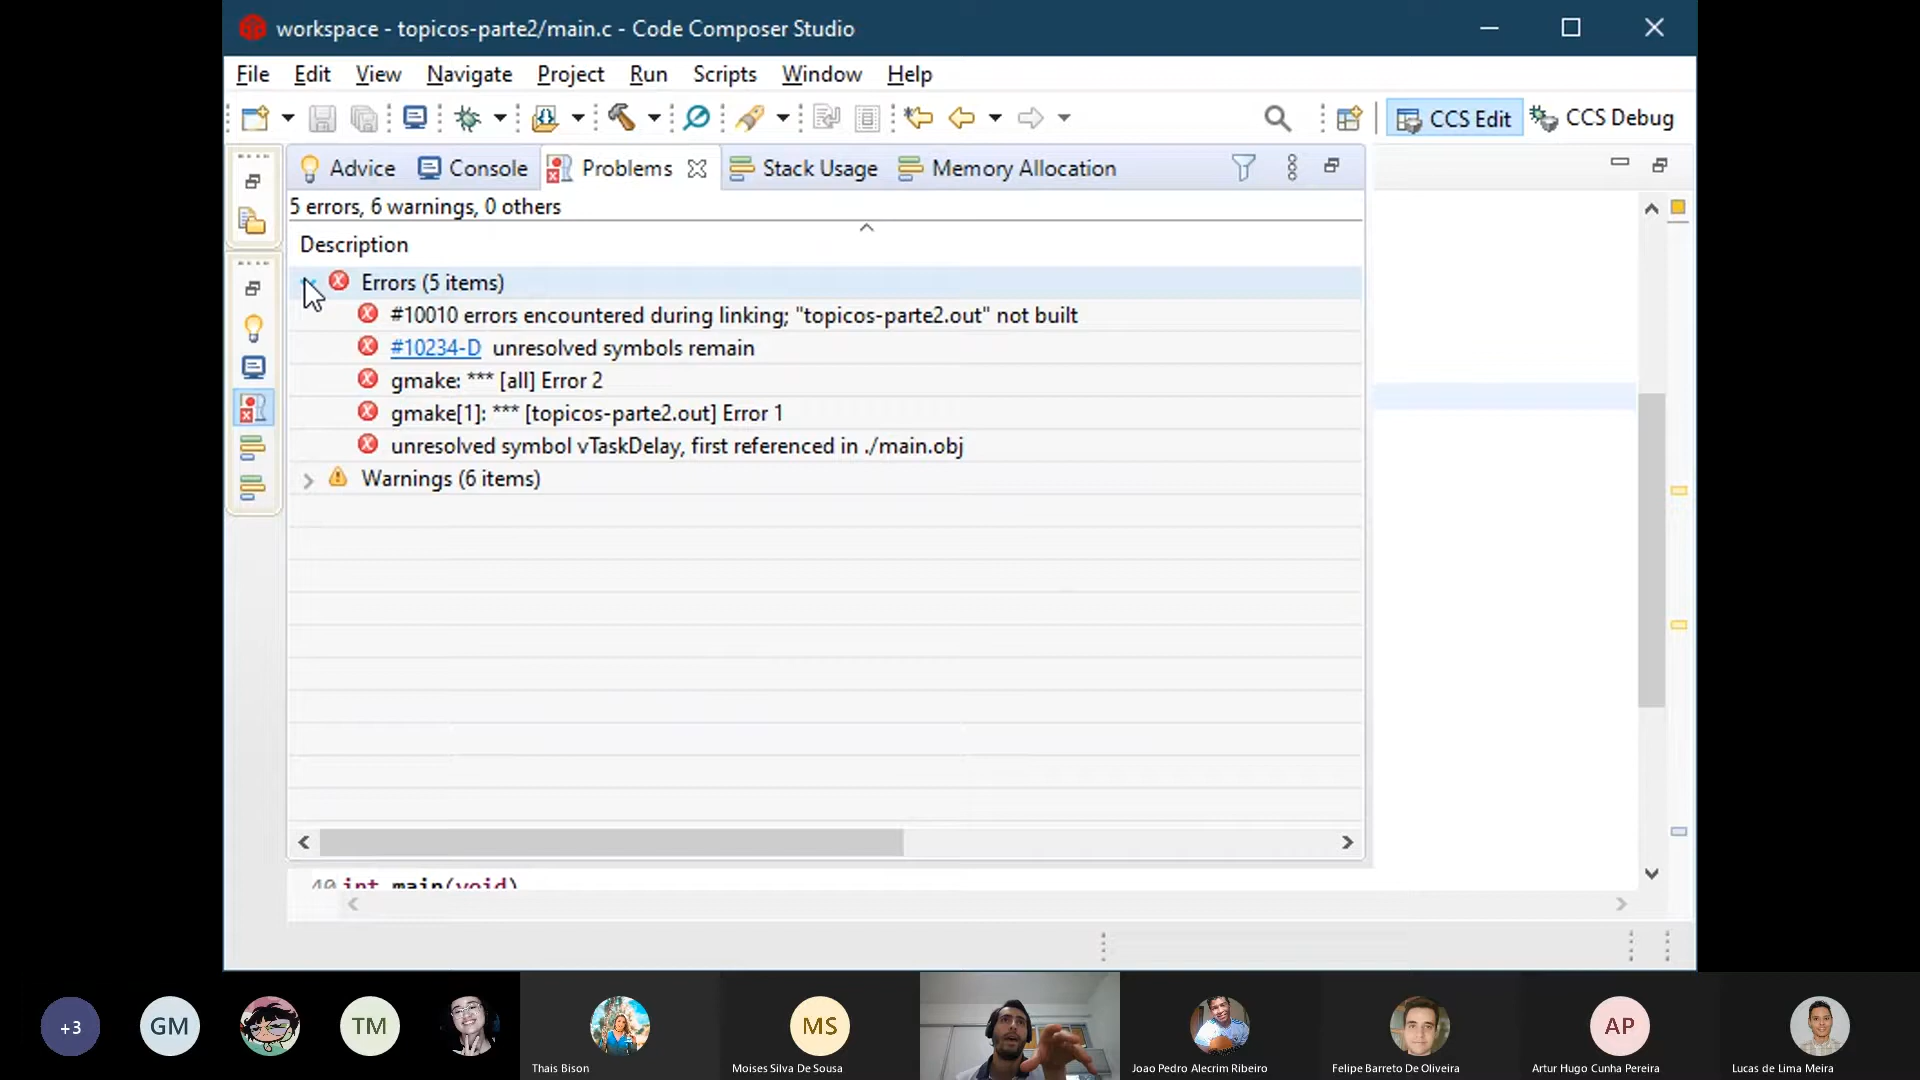 workspace - topicos-parte2/main.c - Code Composer Studio
File Edit View Navigate Project Run Scripts Window Help
CCS Edit CCS Debug
Advice Console Problems Stack Usage Memory Allocation
5 errors, 6 warnings, 0 others
Description
Errors (5 items)
#10010 errors encountered during linking; "topicos-parte2.out" not built
#10234-D unresolved symbols remain
gmake: *** [all] Error 2
gmake[1]: *** [topicos-parte2.out] Error 1
unresolved symbol vTaskDelay, first referenced in ./main.obj
Warnings (6 items)
40 int main(void)
+3 GM TM MS AP
Thais Bison Moises Silva De Sousa Joao Pedro Alecrim Ribeiro Felipe Barreto De Oliveira Artur Hugo Cunha Pereira Lucas de Lima Meira